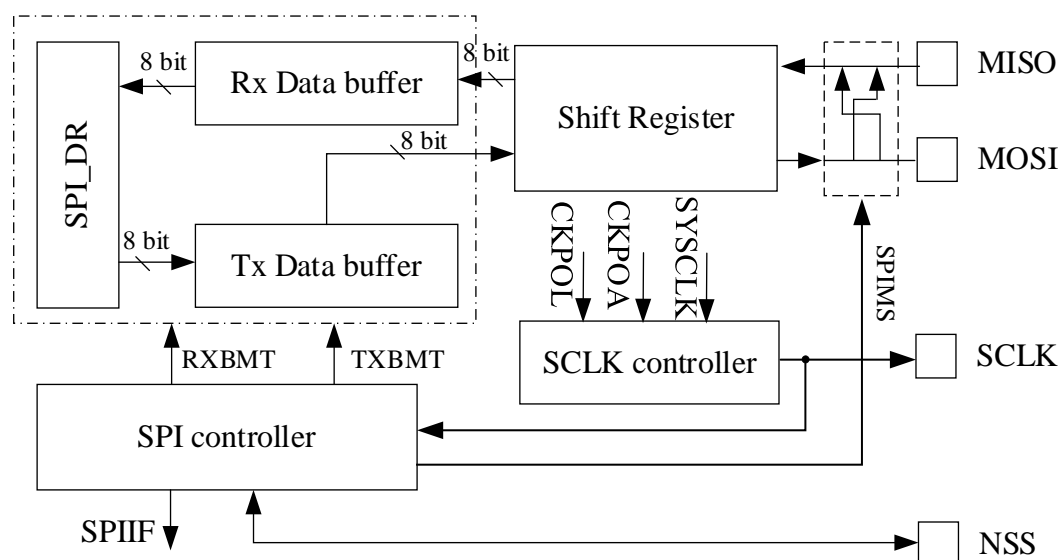 8 bit
Rx Data buffer
8 bit
Shift Register
MISO
SPI_DR
8 bit
MOSI
8 bit
Tx Data buffer
CKPOL
CKPOA
SYSCLK
SPIMS
RXBMT
TXBMT
SCLK controller
SCLK
SPI controller
SPIIF
NSS